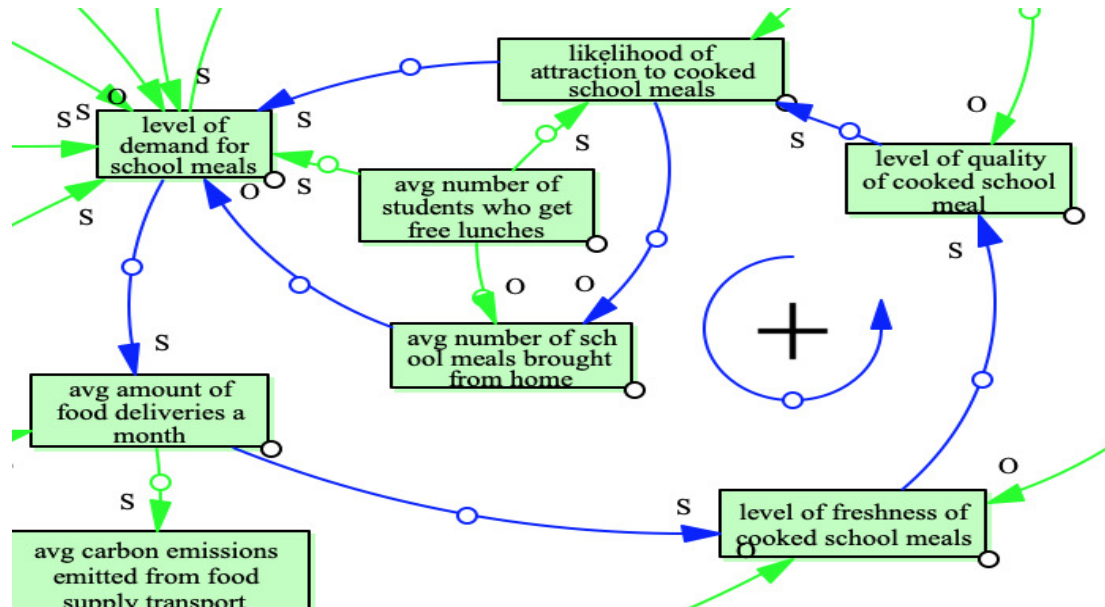 likelihood of
attraction to cooked
school meals
S
O
S
S
S
level of
demand for
school meals
S
O
S
S
O
S
level of quality
of cooked school
meal
avg number of
students who get
free lunches
S
O
S
O
O
S
avg number of sch
ool meals brought
from home
+
avg amount of
food deliveries a
month
S
S
O
level of freshness of
cooked school meals
O
avg carbon emissions
emitted from food
supply transport